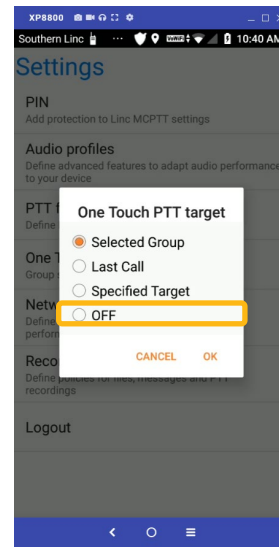 XP8800
Southern Linc ... 10:40 AM
Settings
PIN
Add protection to Linc MCPTT settings
Audio profiles
Define advanced features to adapt audio performance
to your device
PTT f
Define
One Touch PTT target
Selected Group
One T
Group s
Last Call
Specified Target
Netw
Define
perform
OFF
CANCEL OK
Reco
Define policies for files, messages and PTT
recordings
Logout